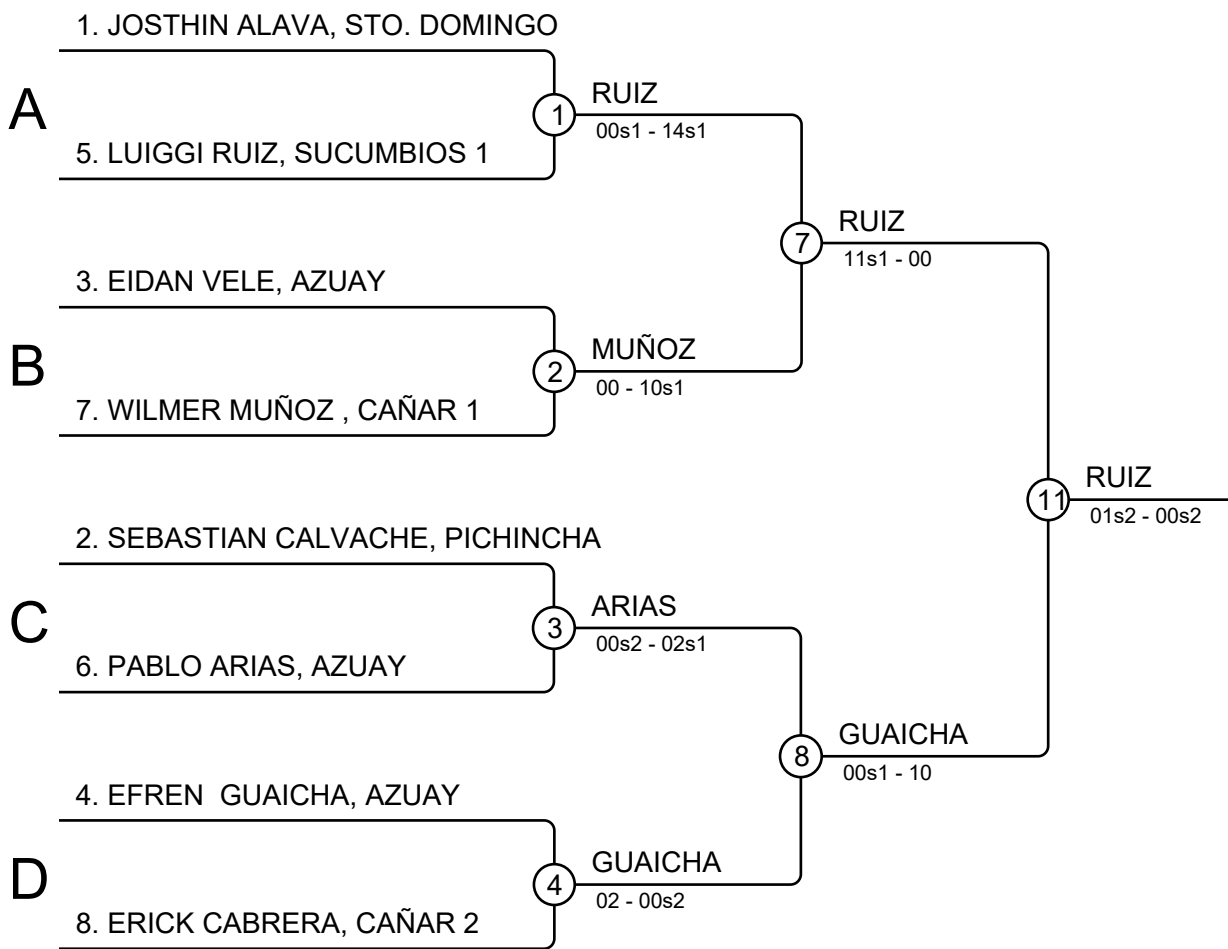 1. JOSTHIN ALAVA, STO. DOMINGO
A
1
RUIZ
00s1 - 14s1
5. LUIGGI RUIZ, SUCUMBIOS 1
7
RUIZ
11s1 - 00
3. EIDAN VELE, AZUAY
B
2
MUÑOZ
00 - 10s1
7. WILMER MUÑOZ , CAÑAR 1
11
RUIZ
01s2 - 00s2
2. SEBASTIAN CALVACHE, PICHINCHA
C
3
ARIAS
00s2 - 02s1
6. PABLO ARIAS, AZUAY
8
GUAICHA
00s1 - 10
4. EFREN  GUAICHA, AZUAY
D
4
GUAICHA
02 - 00s2
8. ERICK CABRERA, CAÑAR 2